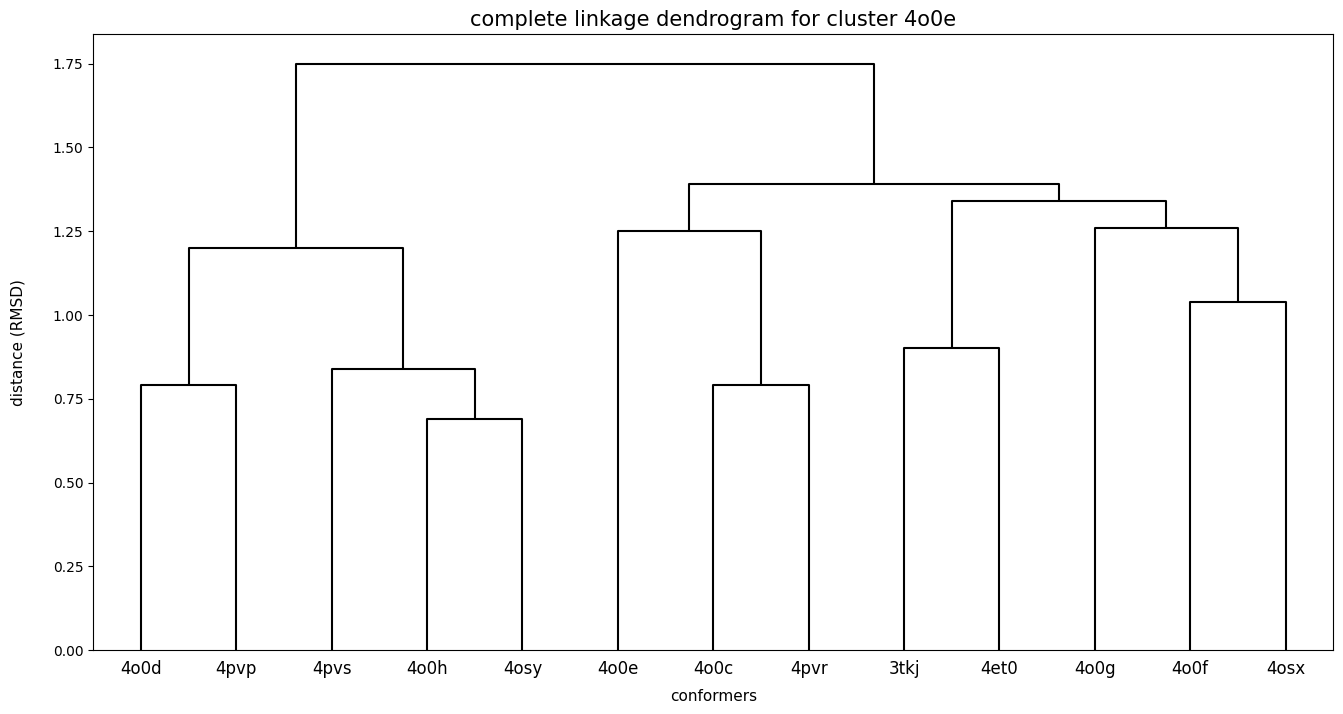 complete linkage dendrogram for cluster 4o0e
1.75
1.50
1.25
1.00
0.75
0.50
0.25
0.00
distance (RMSD)
4o0d 4pvp 4pvs 4o0h 4osy 4o0e 4o0c 4pvr 3tkj 4et0 4o0g 4o0f 4osx
conformers